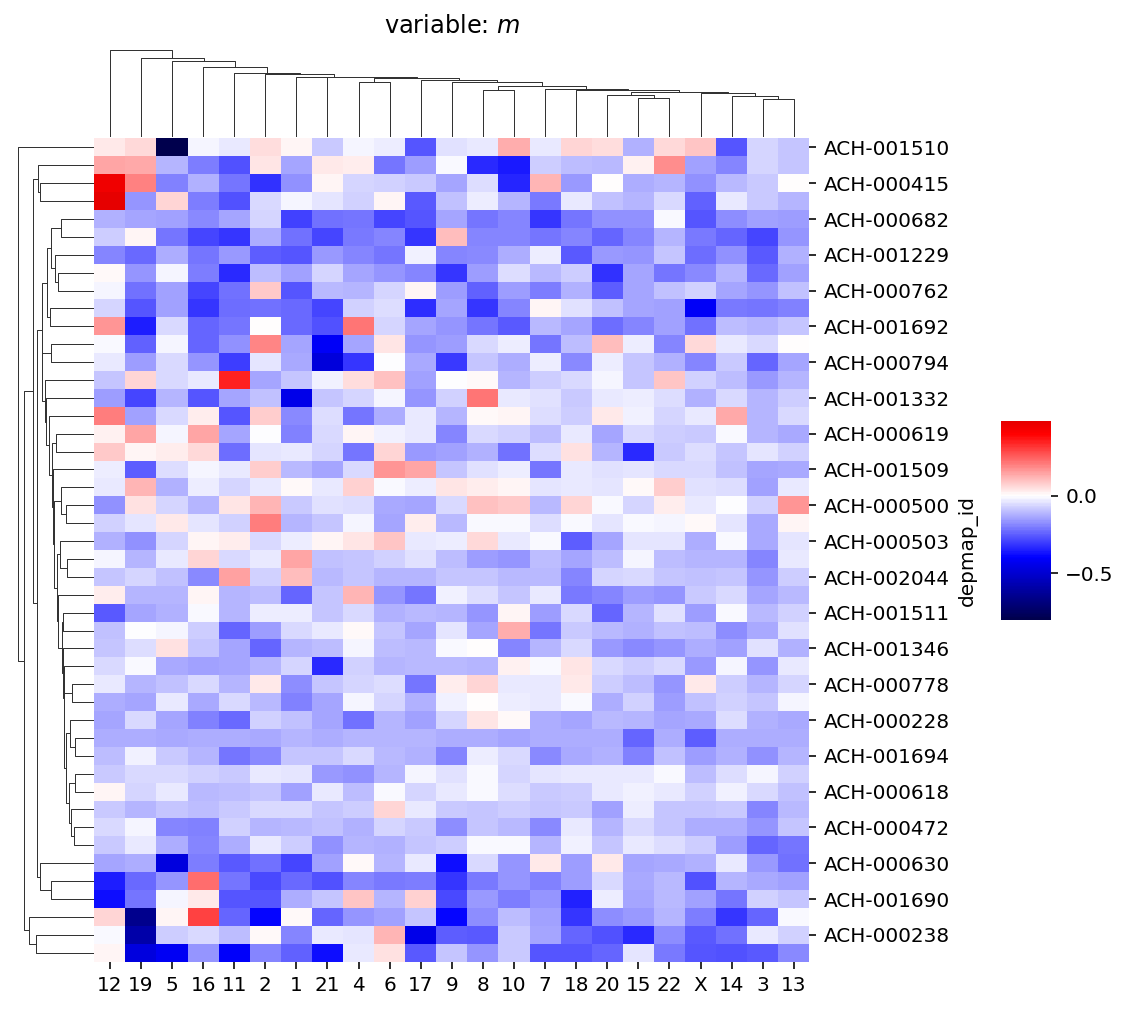 variable: m
ACH-001510
ACH-000415
ACH-000682
ACH-001229
ACH-000762
ACH-001692
ACH-000794
ACH-001332
ACH-000619
ACH-001509
ACH-000500
ACH-000503
ACH-002044
ACH-001511
ACH-001346
ACH-000778
ACH-000228
ACH-001694
ACH-000618
ACH-000472
ACH-000630
ACH-001690
ACH-000238
depmap_id
0.0
−0.5
12 19 5 16 11 2 1 21 4 6 17 9 8 10 7 18 20 15 22 X 14 3 13